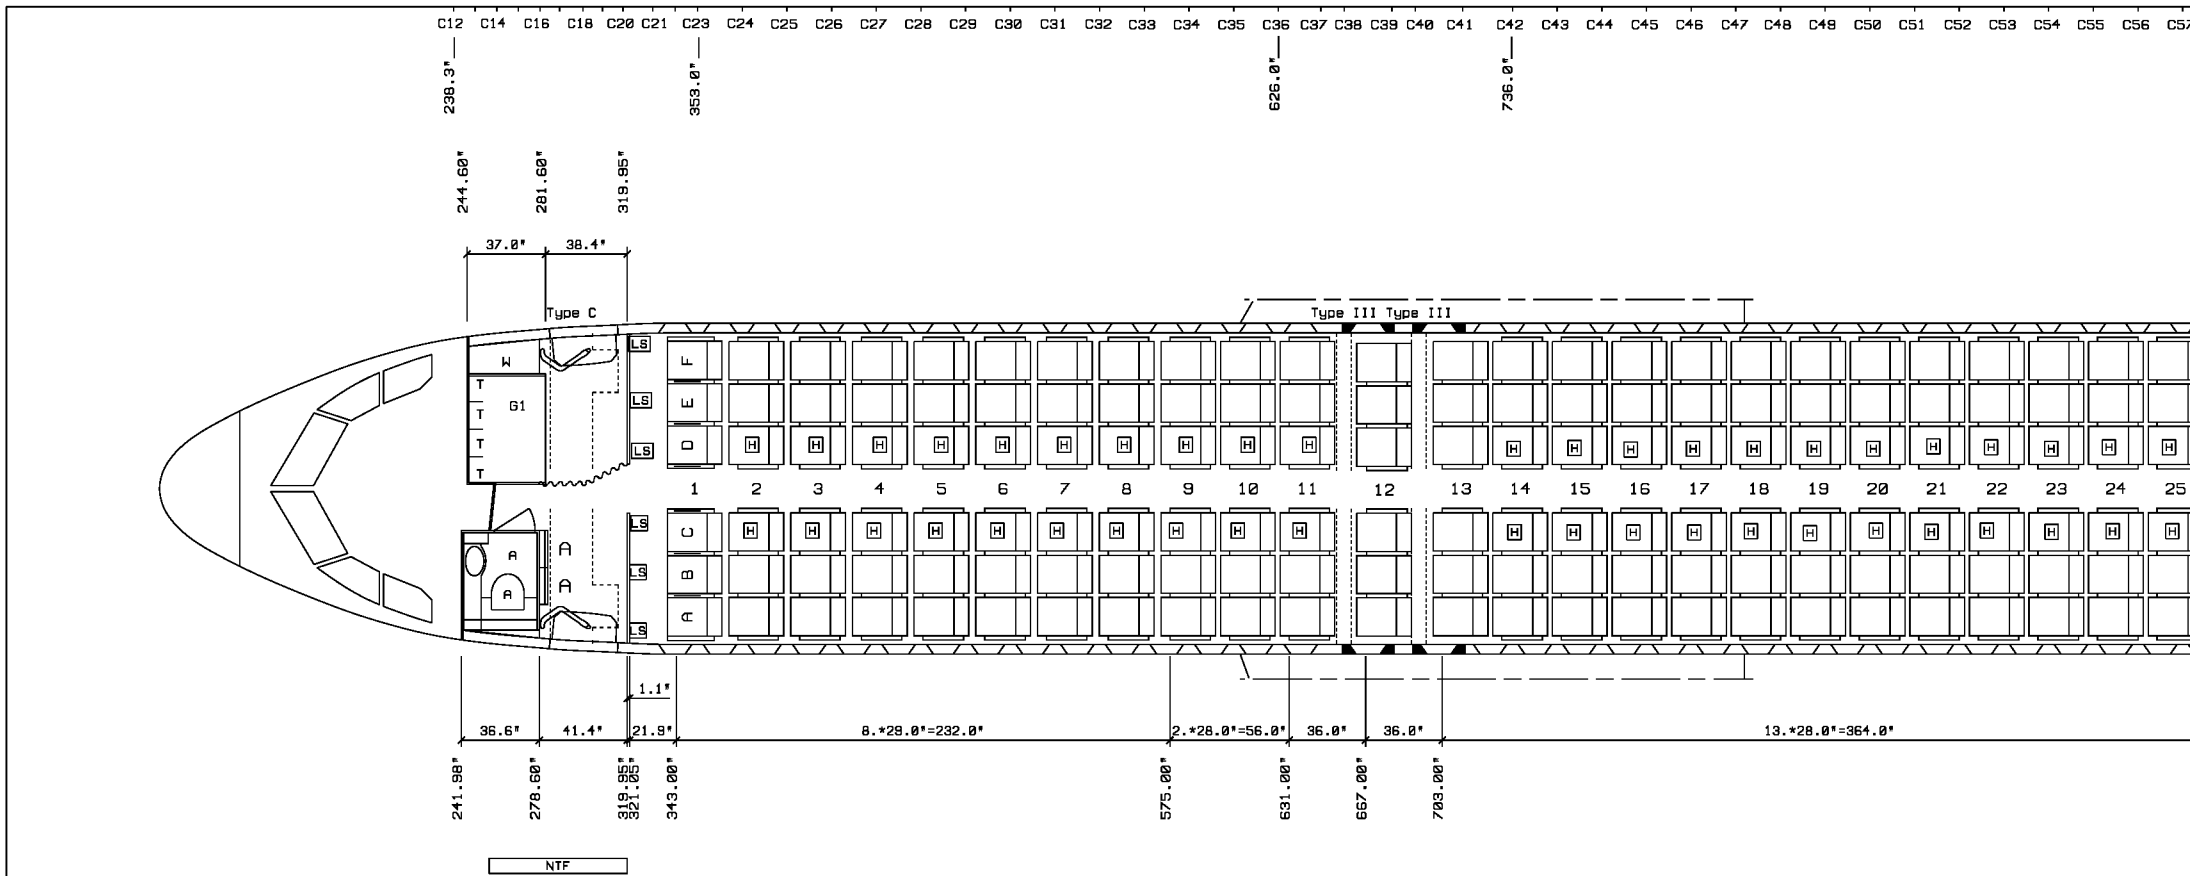 C12 C14 C16 C18 C20 C21 C23 C24 C25 C26 C27 C28 C29 C30 C31 C32 C33 C34 C35 C36 C37 C38 C39 C40 C41 C42 C43 C44 C45 C46 C47 C48 C49 C50 C51 C52 C53 C54 C55 C56 C57
238.3" 353.0" 626.0" 736.0"
244.60" 281.60" 319.95"
37.0" 38.4"
Type C Type III Type III
LS
W F
T
G1 LS E
T
T LS D H H H H H H H H H H H H H H H H H H H H H H
T
1 2 3 4 5 6 7 8 9 10 11 12 13 14 15 16 17 18 19 20 21 22 23 24 25
LS C H H H H H H H H H H H H H H H H H H H H H H
A A
LS B
A A
LS A
1.1"
36.6" 41.4" 21.9" 8.*29.0"=232.0" 2.*28.0"=56.0" 36.0" 36.0" 13.*28.0"=364.0"
241.98" 278.60" 319.95" 321.05" 343.00" 575.00" 631.00" 667.00" 703.00"
NTF